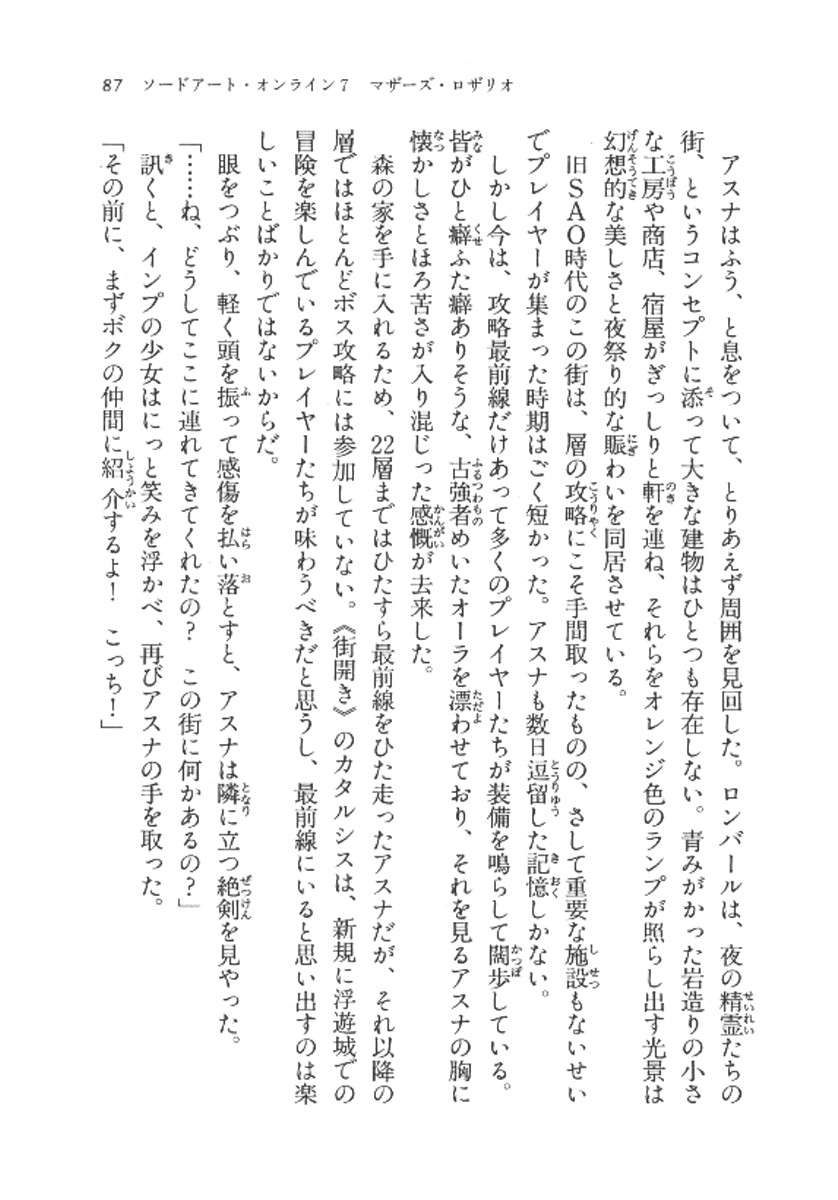 87　ソードアート・オンライン7　マザーズ・ロザリオ
　アスナはふう、と息をついて、とりあえず周囲を見回した。ロンバールは、夜の精霊たちの
街、というコンセプトに添って大きな建物はひとつも存在しない。青みがかった岩造りの小さ
な工房や商店、宿屋がぎっしりと軒を連ね、それらをオレンジ色のランプが照らし出す光景は
幻想的な美しさと夜祭り的な賑わいを同居させている。
　旧SAO時代のこの街は、層の攻略にこそ手間取ったものの、さして重要な施設もないせい
でプレイヤーが集まった時期はごく短かった。アスナも数日逗留した記憶しかない。
　しかし今は、攻略最前線だけあって多くのプレイヤーたちが装備を鳴らして闊歩している。
皆がひと癖ふた癖ありそうな、古強者めいたオーラを漂わせており、それを見るアスナの胸に
懐かしさとほろ苦さが入り混じった感慨が去来した。
　森の家を手に入れるため、22層まではひたすら最前線をひた走ったアスナだが、それ以降の
層ではほとんどボス攻略には参加していない。《街開き》のカタルシスは、新規に浮遊城での
冒険を楽しんでいるプレイヤーたちが味わうべきだと思うし、最前線にいると思い出すのは楽
しいことばかりではないからだ。
　眼をつぶり、軽く頭を振って感傷を払い落とすと、アスナは隣に立つ絶剣を見やった。
「……ね、どうしてここに連れてきてくれたの？　この街に何かあるの？」
　訊くと、インプの少女はにっと笑みを浮かべ、再びアスナの手を取った。
「その前に、まずボクの仲間に紹介するよ！　こっち！」